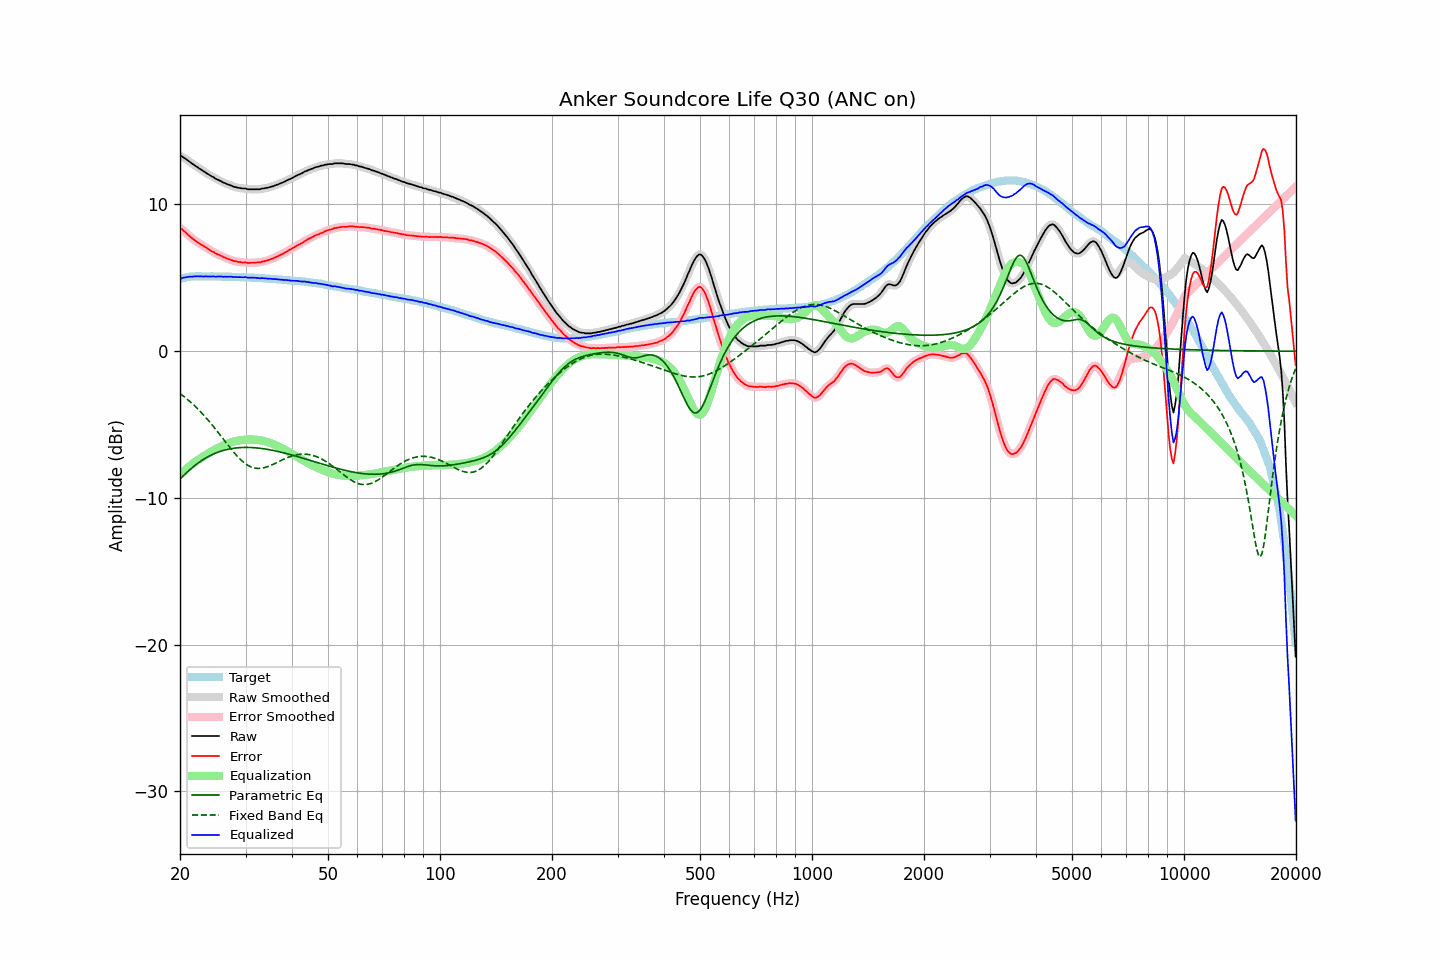 Anker Soundcore Life Q30 (ANC on)
Amplitude (dBr)
10
0
−10
−20
−30
Target
Raw Smoothed
Error Smoothed
Raw
Error
Equalization
Parametric Eq
Fixed Band Eq
Equalized
20 50 100 200 500 1000 2000 5000 10000 20000
Frequency (Hz)